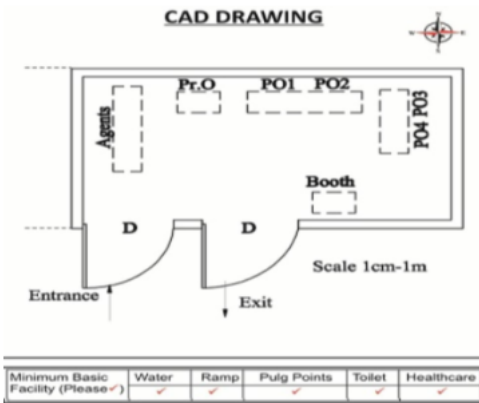 CAD DRAWING
N
W E
S
Pr.O PO1 PO2
Agents
PO4 PO3
Booth
D D
Scale 1cm-1m
Entrance
Exit
Minimum Basic Facility (Please✓) Water Ramp Pulg Points Toilet Healthcare
✓ ✓ ✓ ✓ ✓